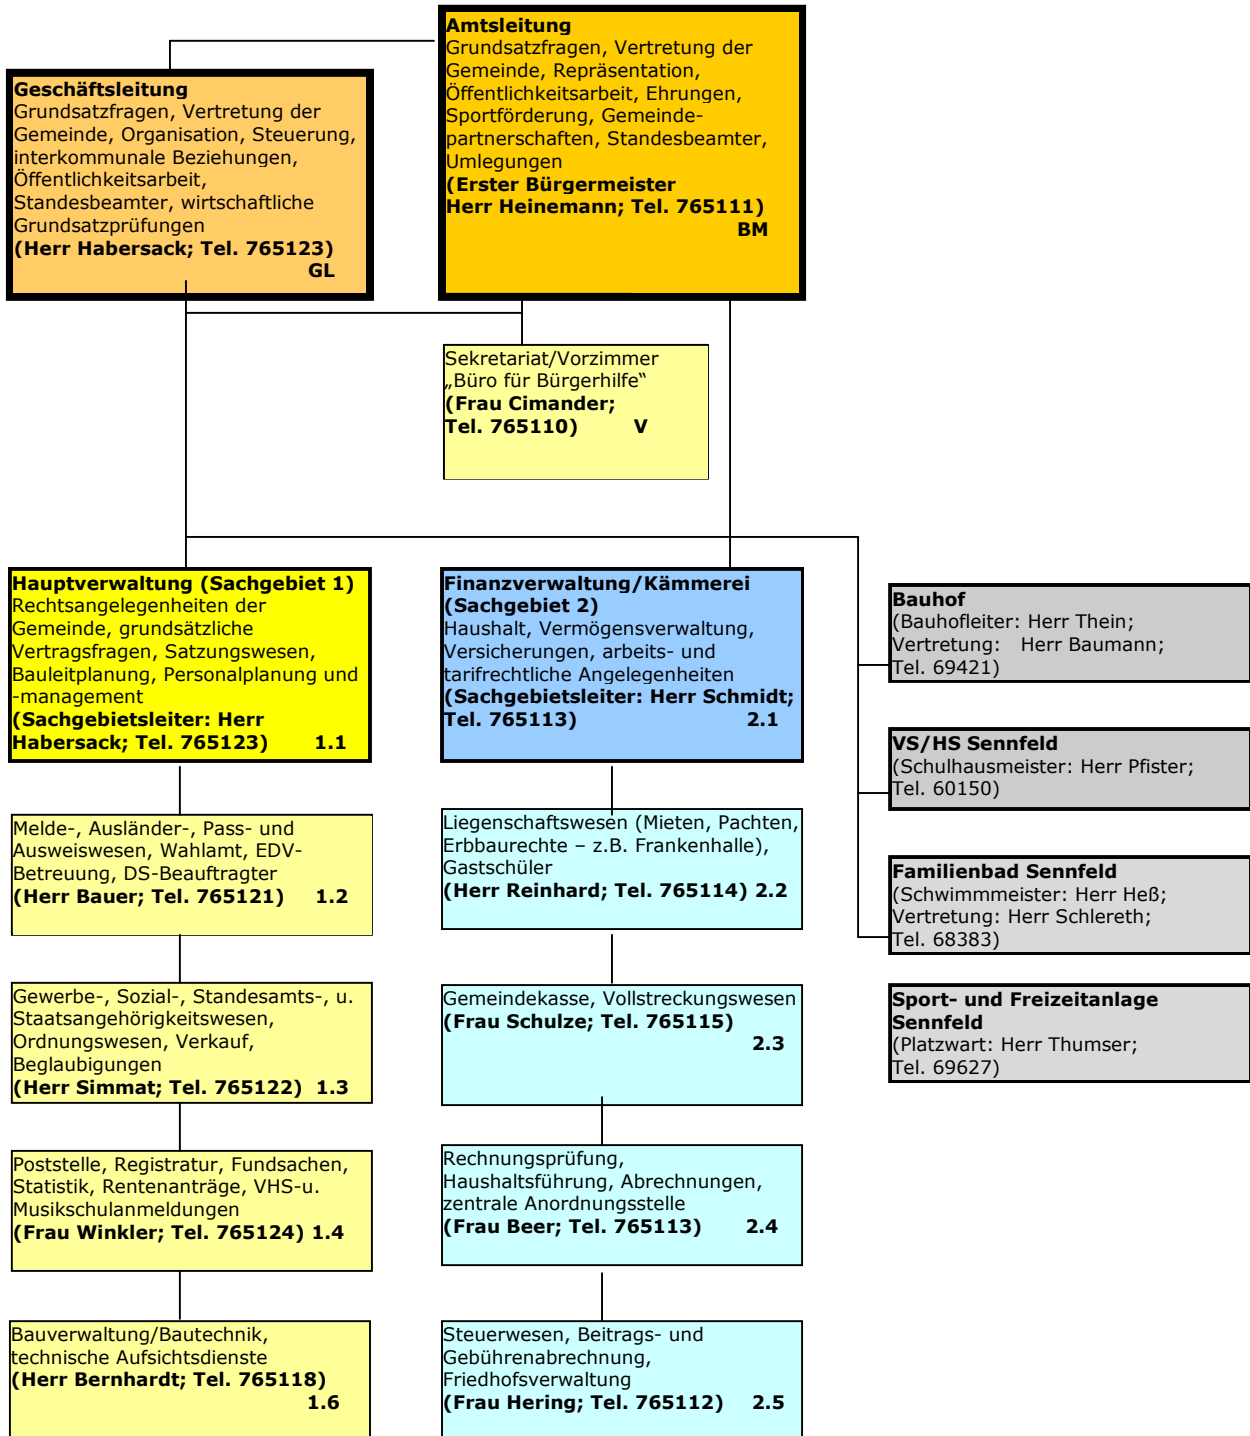 Amtsleitung
Grundsatzfragen, Vertretung der
Gemeinde, Repräsentation,
Öffentlichkeitsarbeit, Ehrungen,
Sportförderung, Gemeinde-
partnerschaften, Standesbeamter,
Umlegungen
(Erster Bürgermeister
Herr Heinemann; Tel. 765111)
BM
Geschäftsleitung
Grundsatzfragen, Vertretung der
Gemeinde, Organisation, Steuerung,
interkommunale Beziehungen,
Öffentlichkeitsarbeit,
Standesbeamter, wirtschaftliche
Grundsatzprüfungen
(Herr Habersack; Tel. 765123)
GL
Sekretariat/Vorzimmer
„Büro für Bürgerhilfe“
(Frau Cimander;
Tel. 765110) V
Hauptverwaltung (Sachgebiet 1)
Rechtsangelegenheiten der
Gemeinde, grundsätzliche
Vertragsfragen, Satzungswesen,
Bauleitplanung, Personalplanung und
-management
(Sachgebietsleiter: Herr
Habersack; Tel. 765123) 1.1
Melde-, Ausländer-, Pass- und
Ausweiswesen, Wahlamt, EDV-
Betreuung, DS-Beauftragter
(Herr Bauer; Tel. 765121) 1.2
Gewerbe-, Sozial-, Standesamts-, u.
Staatsangehörigkeitswesen,
Ordnungswesen, Verkauf,
Beglaubigungen
(Herr Simmat; Tel. 765122) 1.3
Poststelle, Registratur, Fundsachen,
Statistik, Rentenanträge, VHS-u.
Musikschulanmeldungen
(Frau Winkler; Tel. 765124) 1.4
Bauverwaltung/Bautechnik,
technische Aufsichtsdienste
(Herr Bernhardt; Tel. 765118)
1.6
Finanzverwaltung/Kämmerei
(Sachgebiet 2)
Haushalt, Vermögensverwaltung,
Versicherungen, arbeits- und
tarifrechtliche Angelegenheiten
(Sachgebietsleiter: Herr Schmidt;
Tel. 765113) 2.1
Liegenschaftswesen (Mieten, Pachten,
Erbbaurechte – z.B. Frankenhalle),
Gastschüler
(Herr Reinhard; Tel. 765114) 2.2
Gemeindekasse, Vollstreckungswesen
(Frau Schulze; Tel. 765115)
2.3
Rechnungsprüfung,
Haushaltsführung, Abrechnungen,
zentrale Anordnungsstelle
(Frau Beer; Tel. 765113) 2.4
Steuerwesen, Beitrags- und
Gebührenabrechnung,
Friedhofsverwaltung
(Frau Hering; Tel. 765112) 2.5
Bauhof
(Bauhofleiter: Herr Thein;
Vertretung: Herr Baumann;
Tel. 69421)
VS/HS Sennfeld
(Schulhausmeister: Herr Pfister;
Tel. 60150)
Familienbad Sennfeld
(Schwimmmeister: Herr Heß;
Vertretung: Herr Schlereth;
Tel. 68383)
Sport- und Freizeitanlage
Sennfeld
(Platzwart: Herr Thumser;
Tel. 69627)